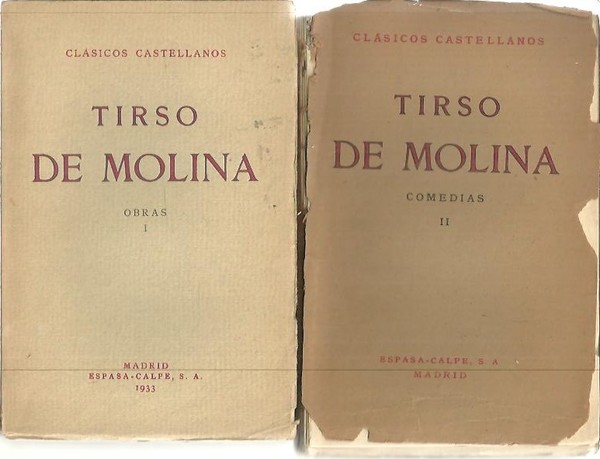 CLÁSICOS CASTELLANOS
TIRSO
DE MOLINA
OBRAS
I
MADRID
ESPASA-CALPE, S. A.
1933
CLÁSICOS CASTELLANOS
TIRSO
DE MOLINA
COMEDIAS
II
ESPASA-CALPE, S. A.
MADRID